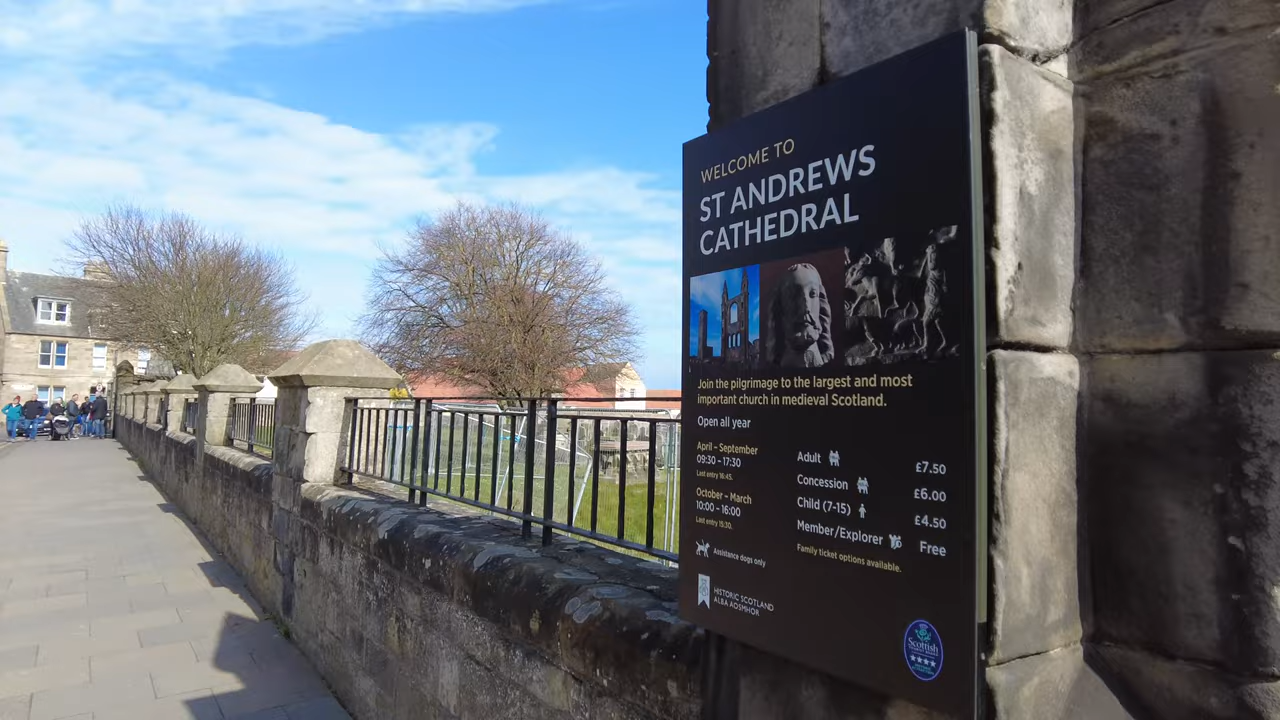 WELCOME TO
ST ANDREWS
CATHEDRAL
Join the pilgrimage to the largest and most
important church in medieval Scotland.
Open all year
April – September
09:30 – 17:30
Last entry 16:45.
October – March
10:00 – 16:00
Last entry 15:30.
Adult £7.50
Concession £6.00
Child (7-15) £4.50
Member/Explorer Free
Family ticket options available.
Assistance dogs only
HISTORIC SCOTLAND
ALBA AOSMHOR
Scottish